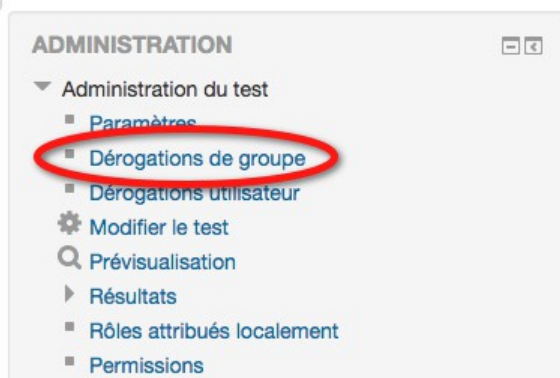 ADMINISTRATION
Administration du test
Paramètres
Dérogations de groupe
Dérogations utilisateur
Modifier le test
Prévisualisation
Résultats
Rôles attribués localement
Permissions